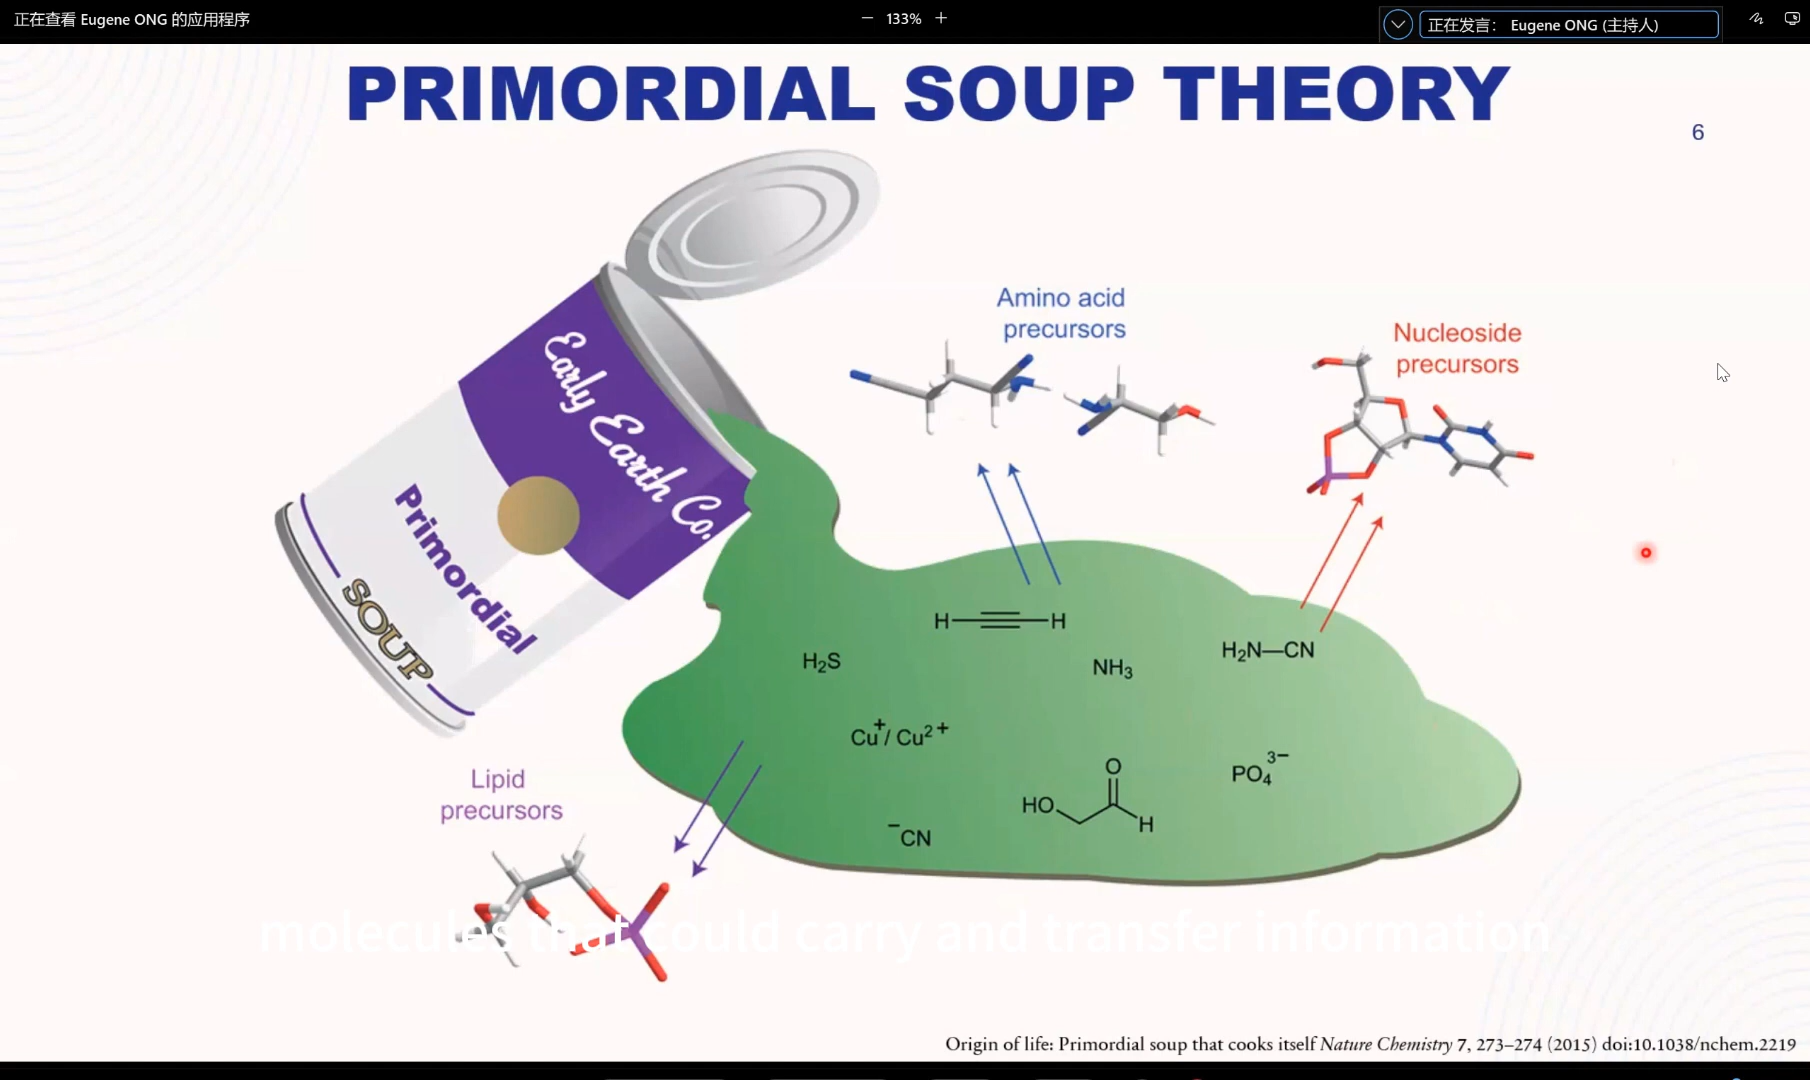 正在查看 Eugene ONG 的应用程序
133%
正在发言： Eugene ONG (主持人)
PRIMORDIAL SOUP THEORY
6
Early Earth Co.
Primordial
SOUP
Amino acid
precursors
Nucleoside
precursors
H—≡—H
H₂S
NH₃
H₂N—CN
Cu⁺/ Cu²⁺
PO₄³⁻
HO
O
H
⁻CN
Lipid
precursors
molecules that could carry and transfer information
Origin of life: Primordial soup that cooks itself Nature Chemistry 7, 273–274 (2015) doi:10.1038/nchem.2219